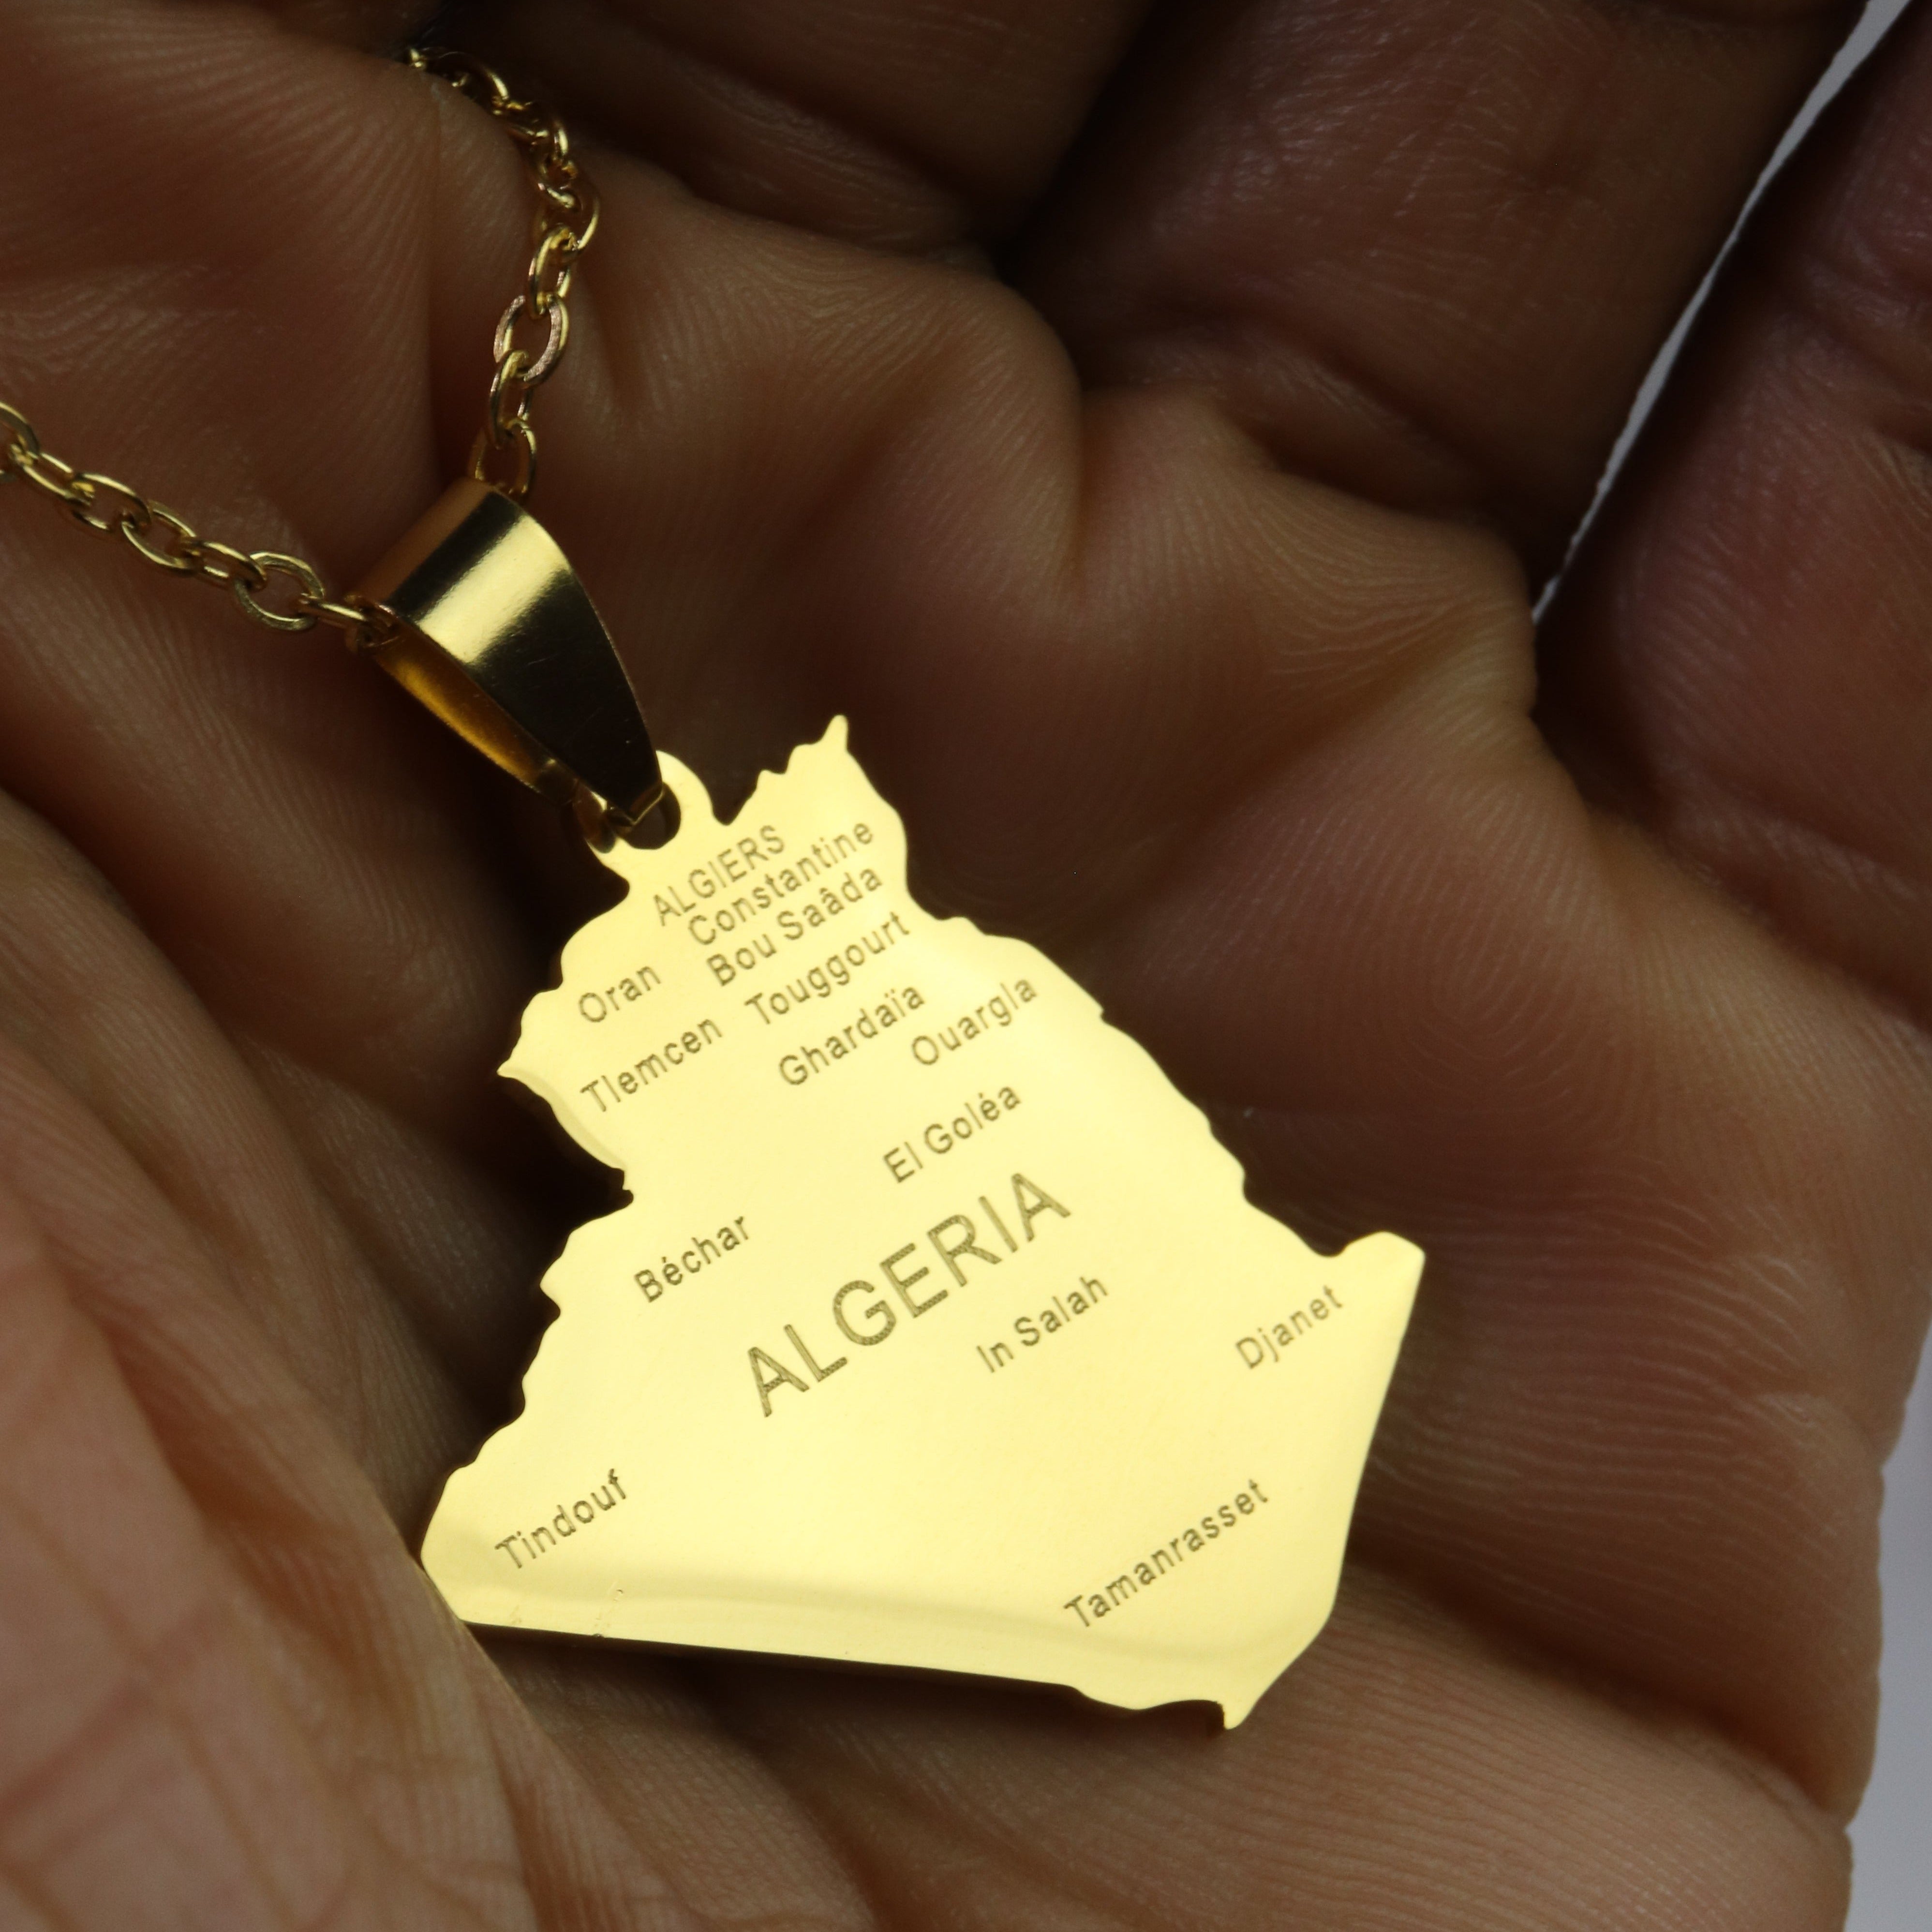 ALGIERS
Constantine
Bou Saâda
Oran
Touggourt
Tlemcen
Ghardaïa
Ouargla
El Goléa
Béchar
ALGERIA
In Salah
Djanet
Tindouf
Tamanrasset